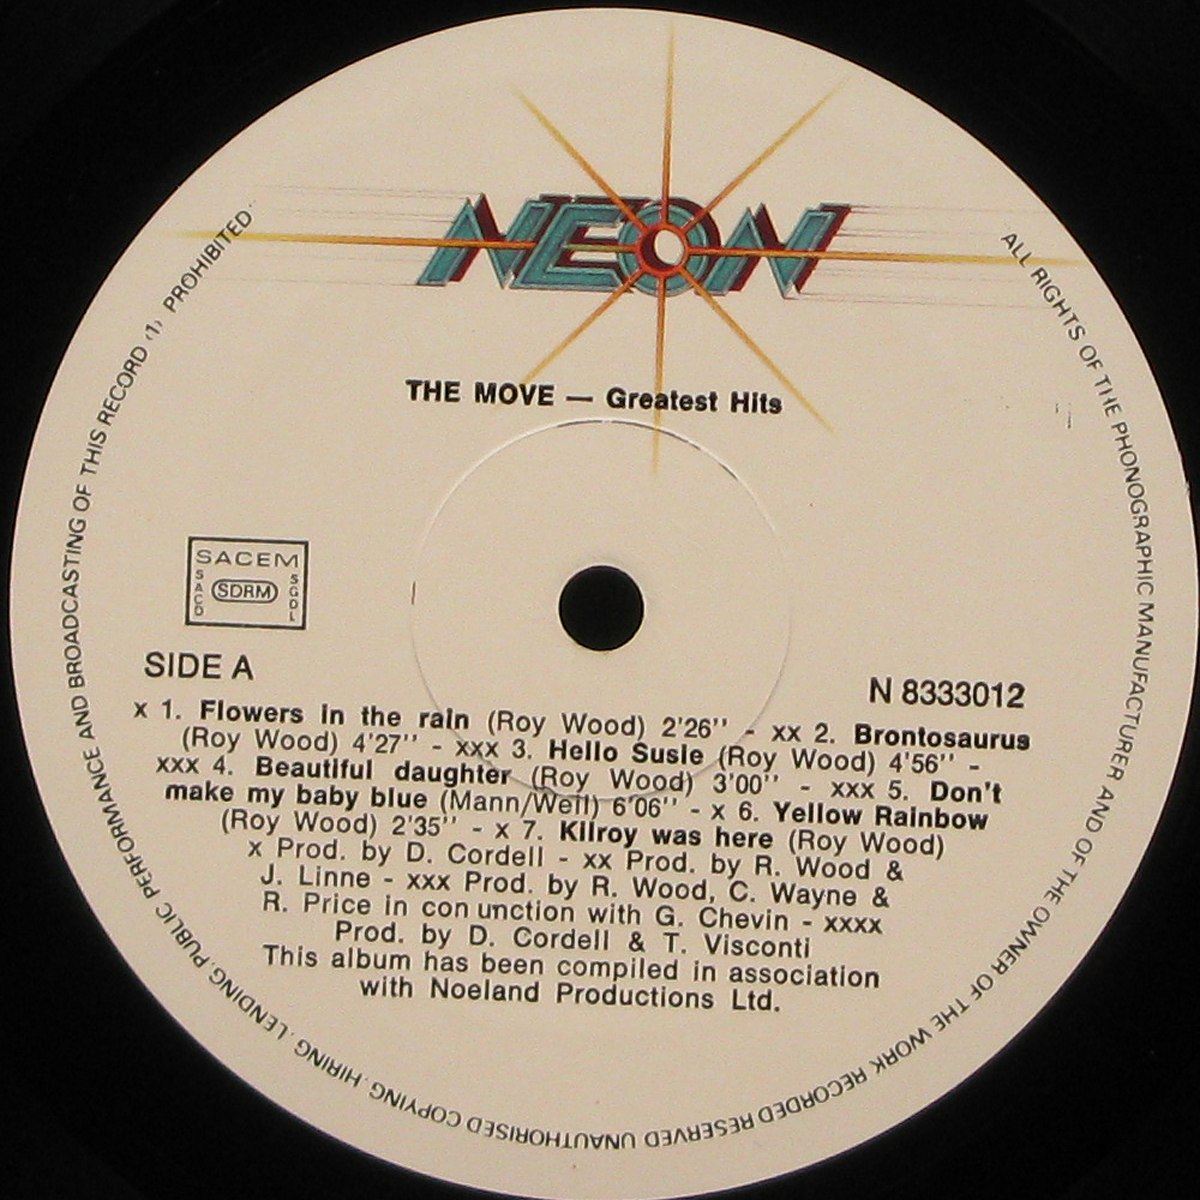 NEON
THE MOVE — Greatest Hits
SACEM
SACD
SDRM
SGDL
SIDE A
N 8333012
x 1. Flowers in the rain (Roy Wood) 2'26'' - xx 2. Brontosaurus
(Roy Wood) 4'27'' - xxx 3. Hello Susie (Roy Wood) 4'56'' -
xxx 4. Beautiful daughter (Roy Wood) 3'00'' - xxx 5. Don't
make my baby blue (Mann/Weil) 6'06'' - x 6. Yellow Rainbow
(Roy Wood) 2'35'' - x 7. Kilroy was here (Roy Wood)
x Prod. by D. Cordell - xx Prod. by R. Wood &
J. Linne - xxx Prod. by R. Wood, C. Wayne &
R. Price in con unction with G. Chevin - xxxx
Prod. by D. Cordell & T. Visconti
This album has been compiled in association
with Noeland Productions Ltd.
ALL RIGHTS OF THE PHONOGRAPHIC MANUFACTURER AND OF THE OWNER OF THE WORK RECORDED RESERVED UNAUTHORISED COPYING, HIRING, LENDING, PUBLIC PERFORMANCE AND BROADCASTING OF THIS RECORD (1) PROHIBITED